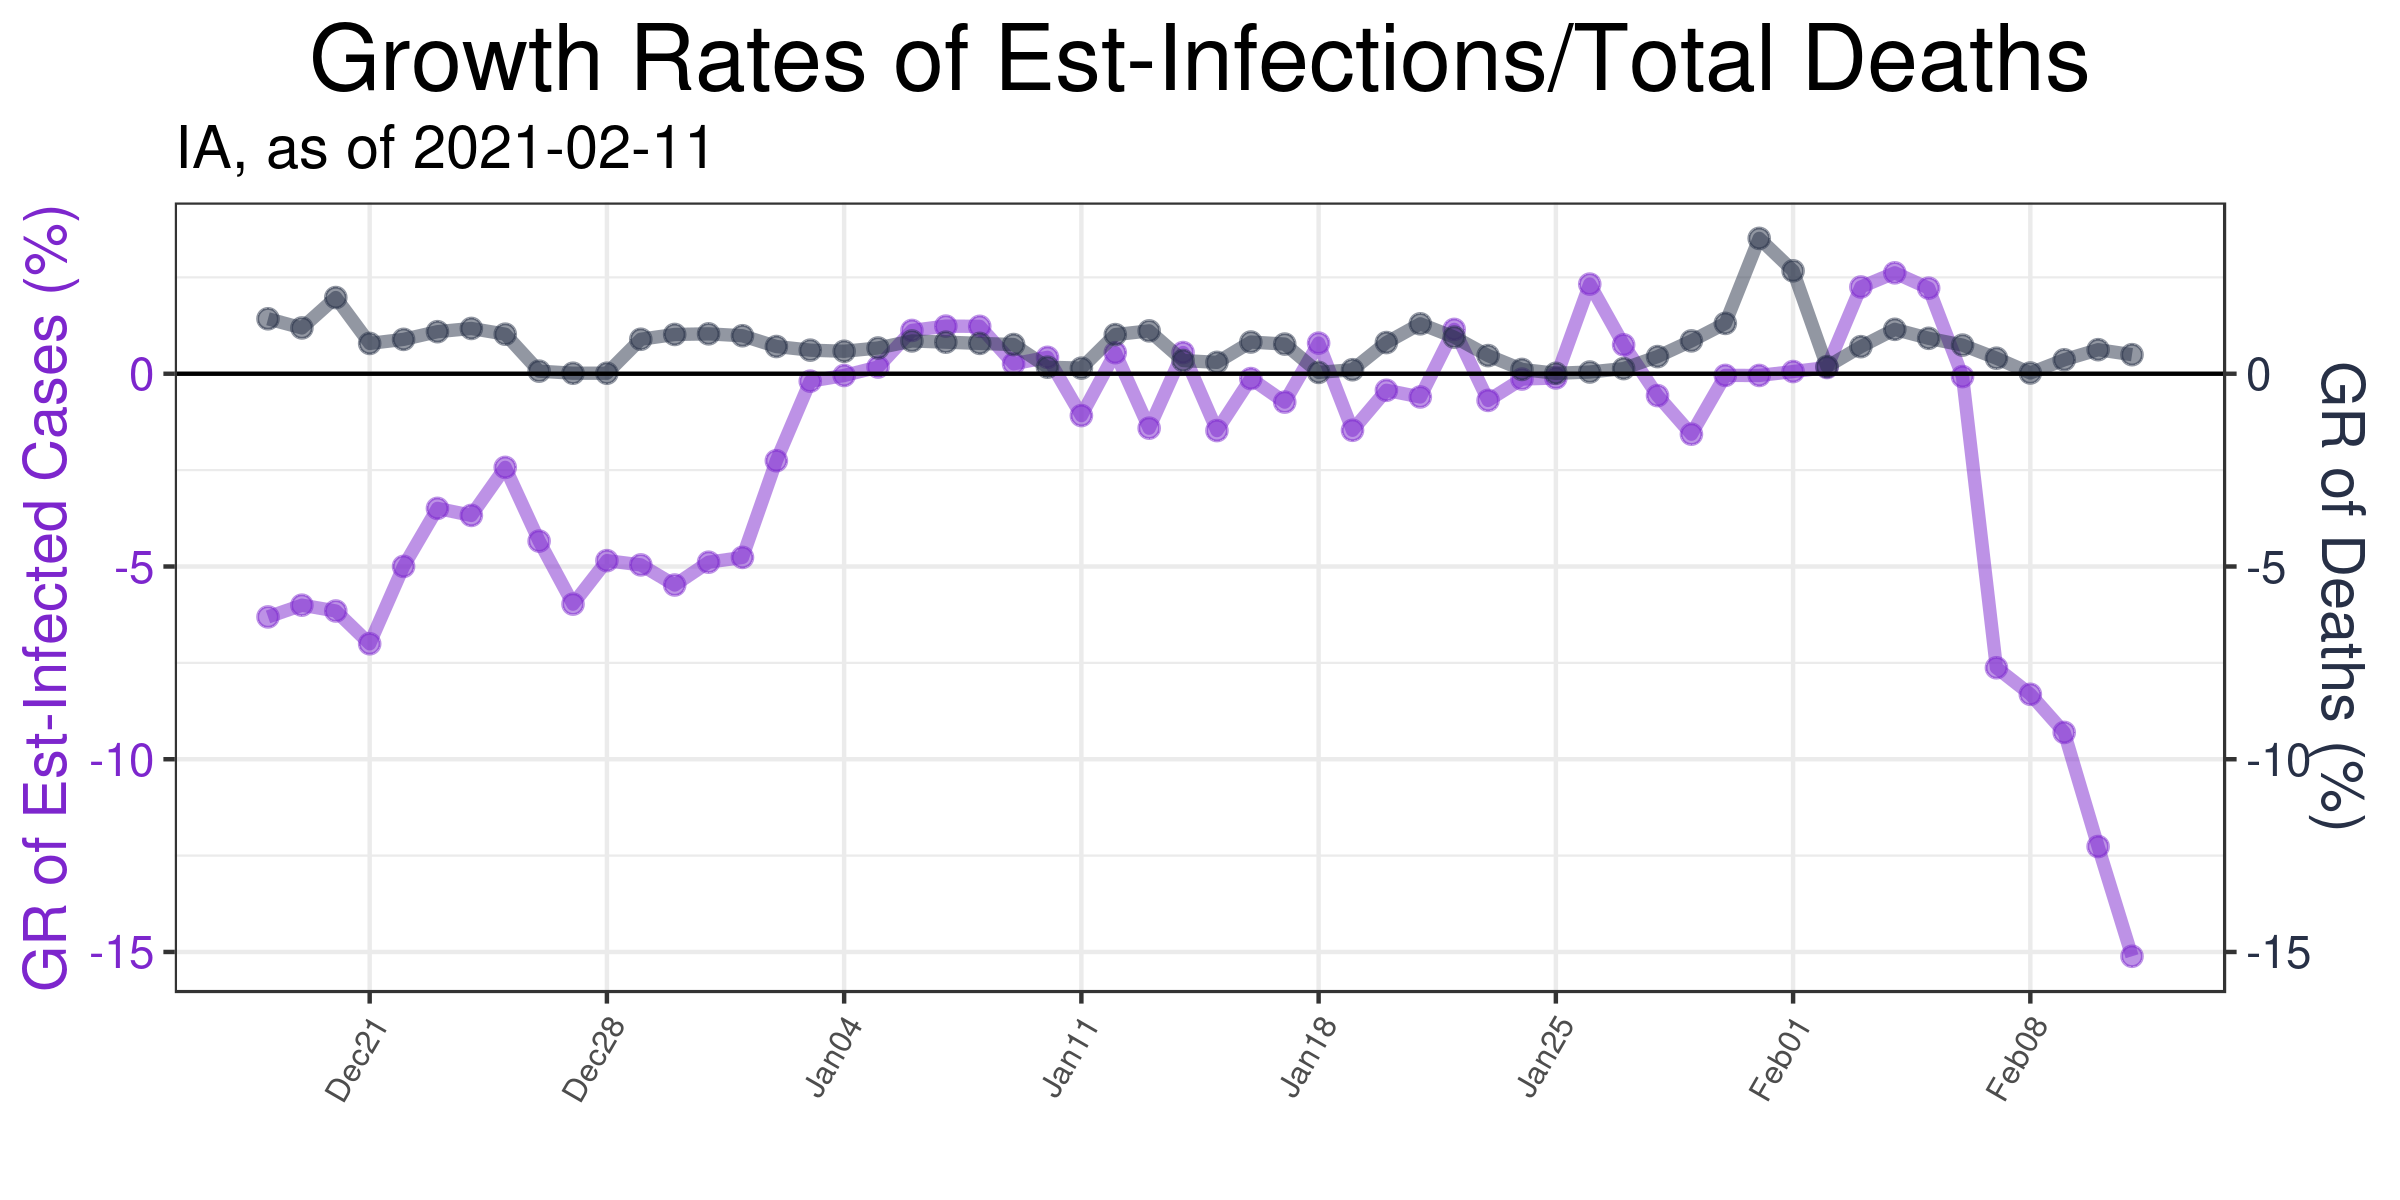 Growth Rates of Est-Infections/Total Deaths
IA, as of 2021-02-11
GR of Est-Infected Cases (%)
0
-5
-10
-15
0
-5
-10
-15
GR of Deaths (%)
Dec21
Dec28
Jan04
Jan11
Jan18
Jan25
Feb01
Feb08